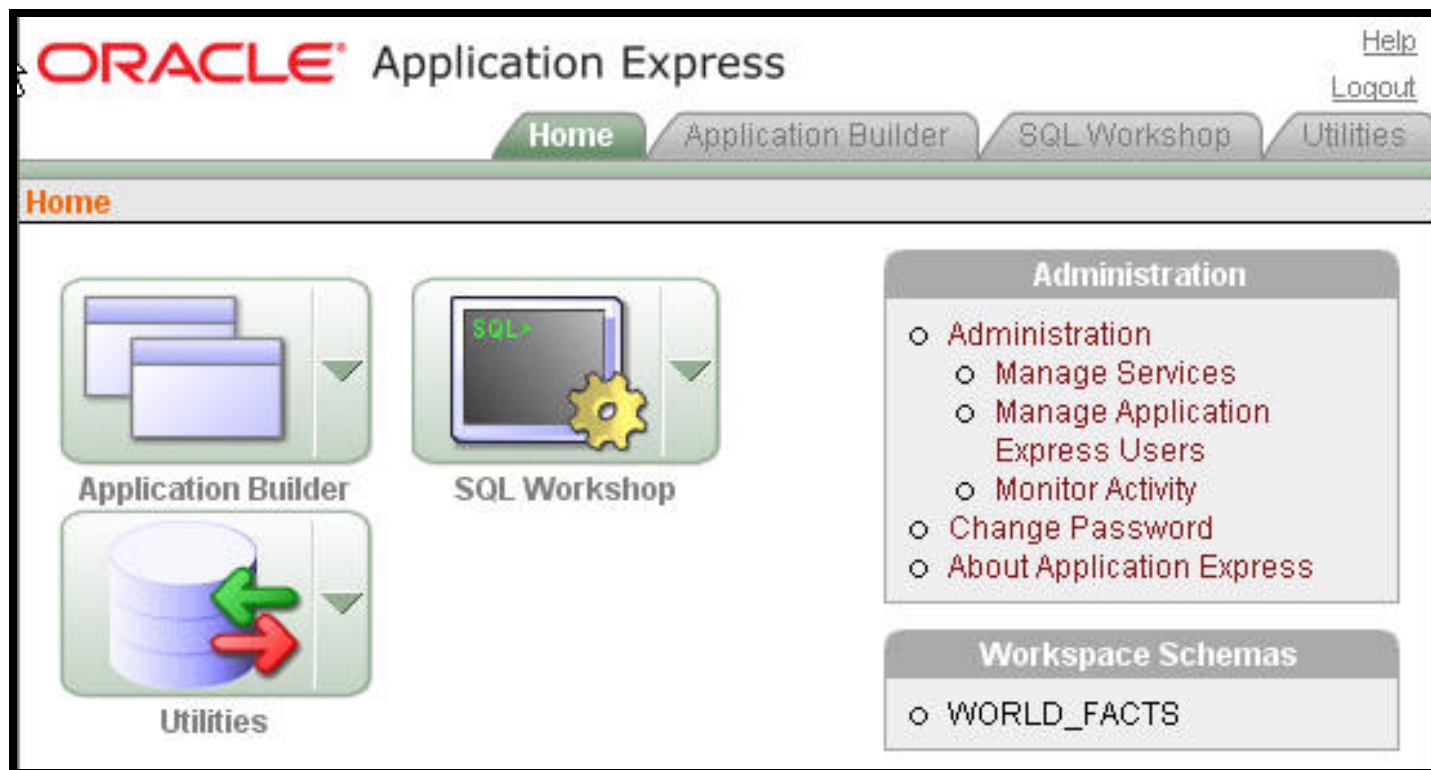 ORACLE® Application Express
Help
Logout
Home
Application Builder
SQL Workshop
Utilities
Home
SQL>
Application Builder
SQL Workshop
Utilities
Administration
Administration
Manage Services
Manage Application
Express Users
Monitor Activity
Change Password
About Application Express
Workspace Schemas
WORLD_FACTS